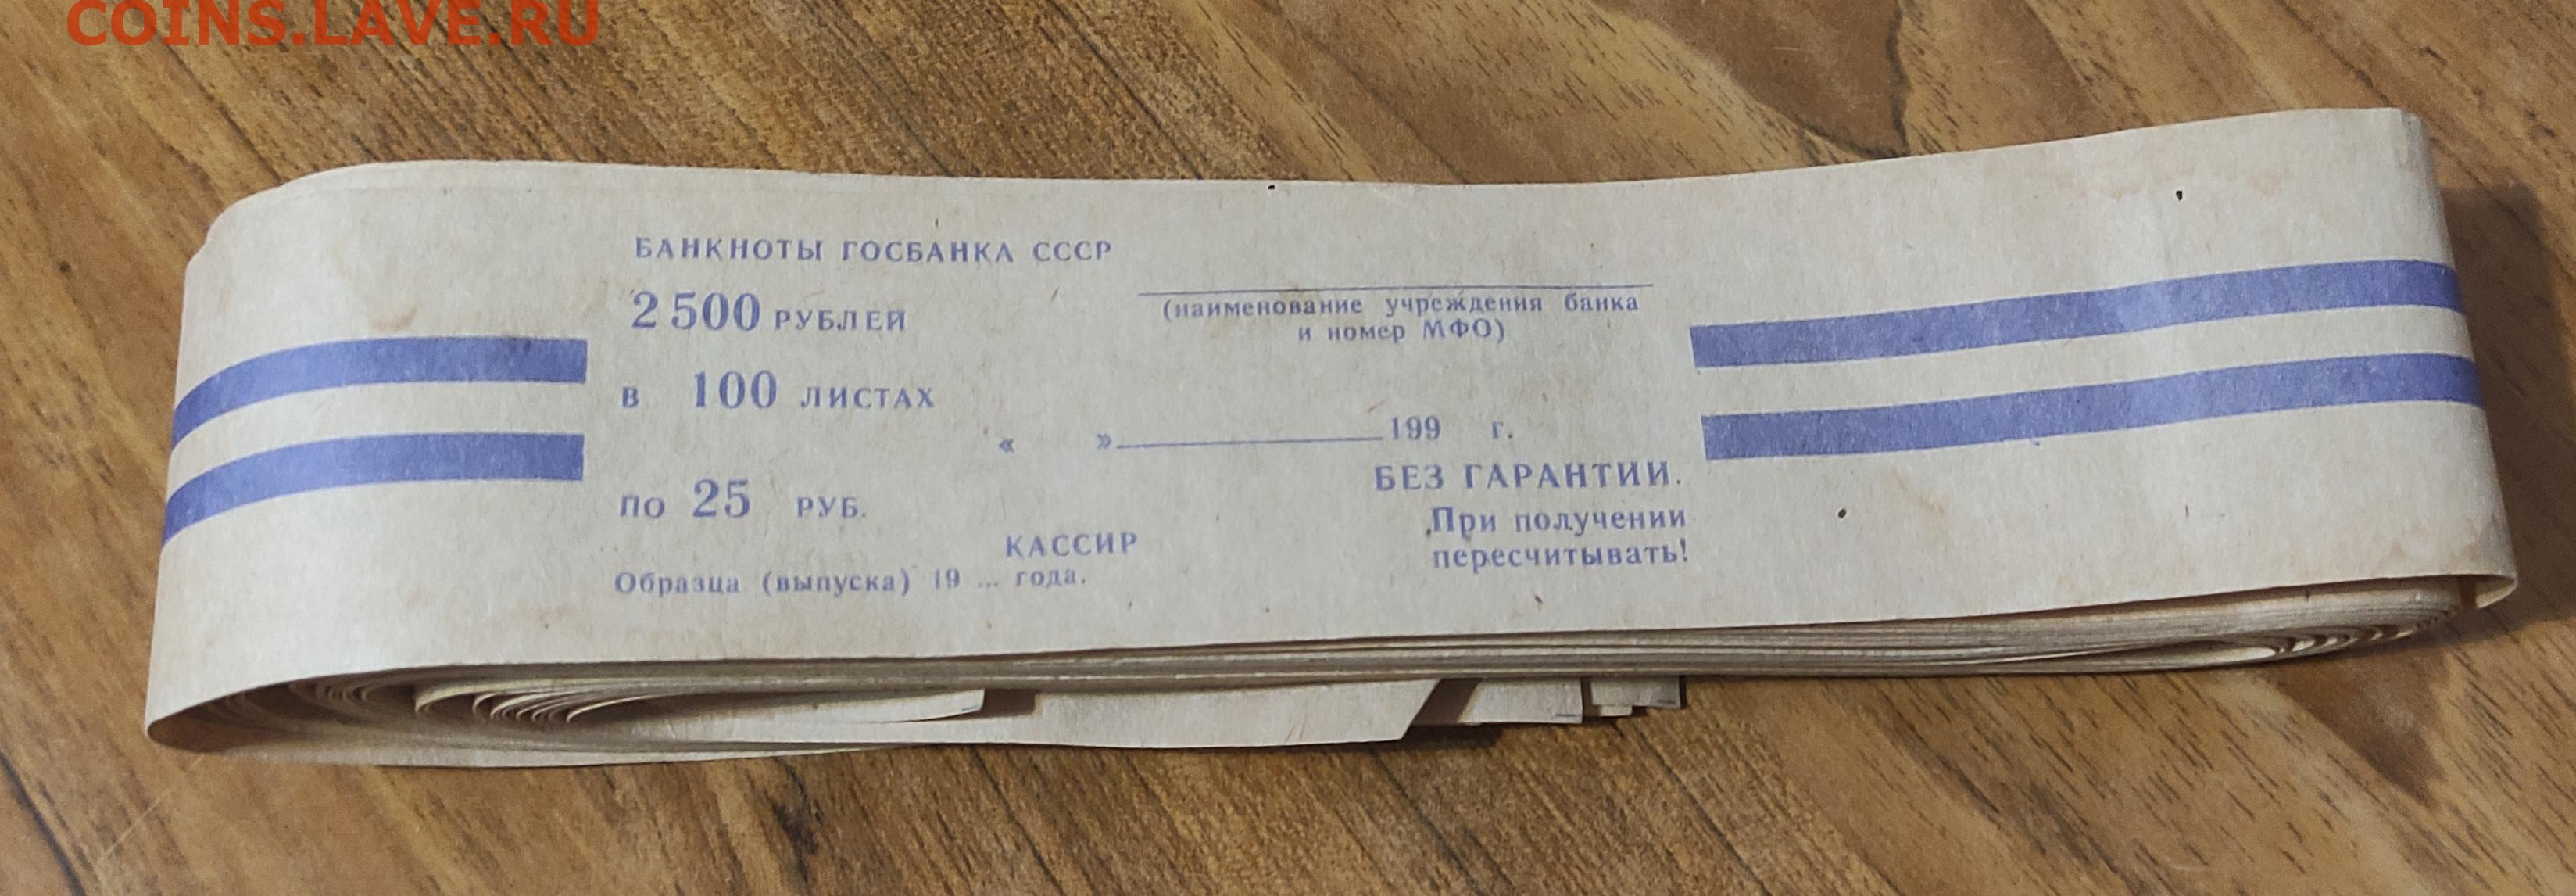 COINS.LAVE.RU
БАНКНОТЫ ГОСБАНКА СССР
2 500 РУБЛЕЙ
В 100 ЛИСТАХ
ПО 25 РУБ.
КАССИР
Образца (выпуска) 19 ... года.
(наименование учреждения банка
и номер МФО)
« »__________199 г.
БЕЗ ГАРАНТИИ.
При получении
пересчитывать!